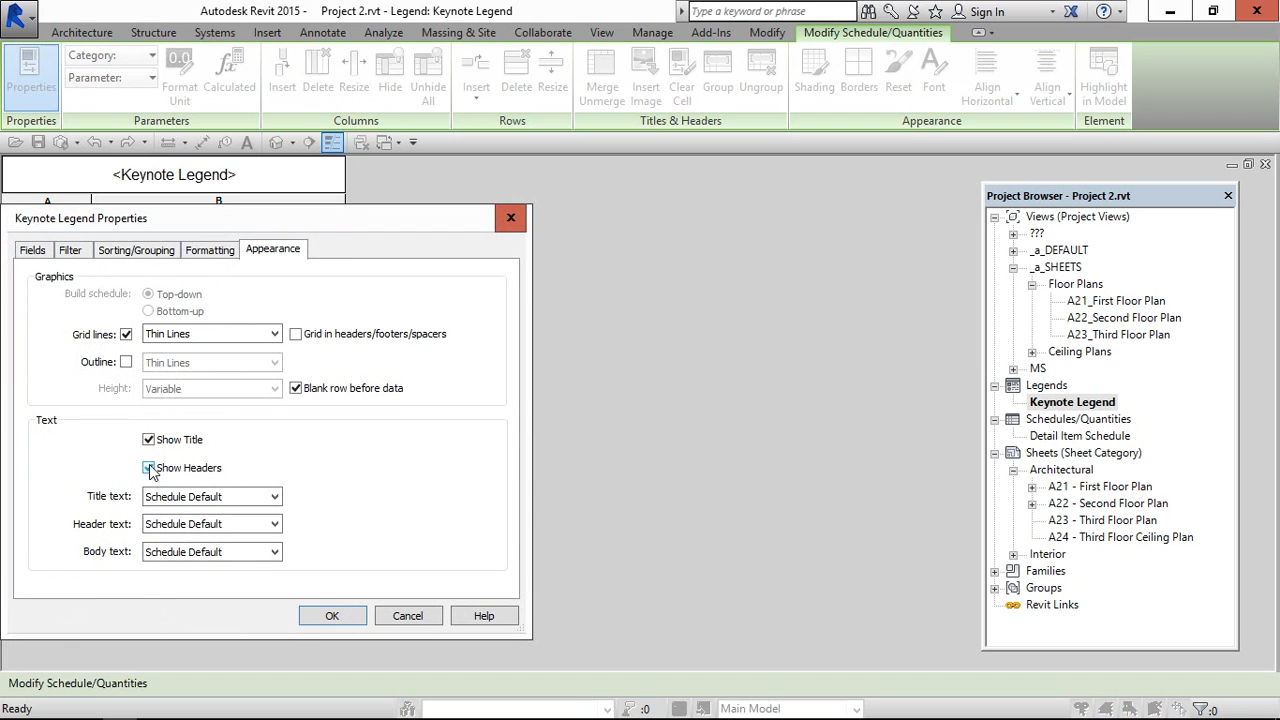 Autodesk Revit 2015 - Project 2.rvt - Legend: Keynote Legend
Type a keyword or phrase
Sign In
Architecture Structure Systems Insert Annotate Analyze Massing & Site Collaborate View Manage Add-Ins Modify Modify Schedule/Quantities
Properties
Category:
Parameter:
0.0
Format Unit
Calculated
Insert Delete Resize Hide Unhide All
Insert Delete Resize
Merge Unmerge
Insert Image
Clear Cell
Group Ungroup
Shading Borders Reset Font Align Horizontal Align Vertical
Highlight in Model
Properties Parameters Columns Rows Titles & Headers Appearance Element
<Keynote Legend>
A B
Keynote Legend Properties
Fields Filter Sorting/Grouping Formatting Appearance
Graphics
Build schedule: Top-down
Bottom-up
Grid lines: Thin Lines Grid in headers/footers/spacers
Outline: Thin Lines
Height: Variable Blank row before data
Text
Show Title
Show Headers
Title text: Schedule Default
Header text: Schedule Default
Body text: Schedule Default
OK Cancel Help
Project Browser - Project 2.rvt
Views (Project Views)
???
_a_DEFAULT
_a_SHEETS
Floor Plans
A21_First Floor Plan
A22_Second Floor Plan
A23_Third Floor Plan
Ceiling Plans
MS
Legends
Keynote Legend
Schedules/Quantities
Detail Item Schedule
Sheets (Sheet Category)
Architectural
A21 - First Floor Plan
A22 - Second Floor Plan
A23 - Third Floor Plan
A24 - Third Floor Ceiling Plan
Interior
Families
Groups
Revit Links
Modify Schedule/Quantities
Ready
:0
Main Model
:0